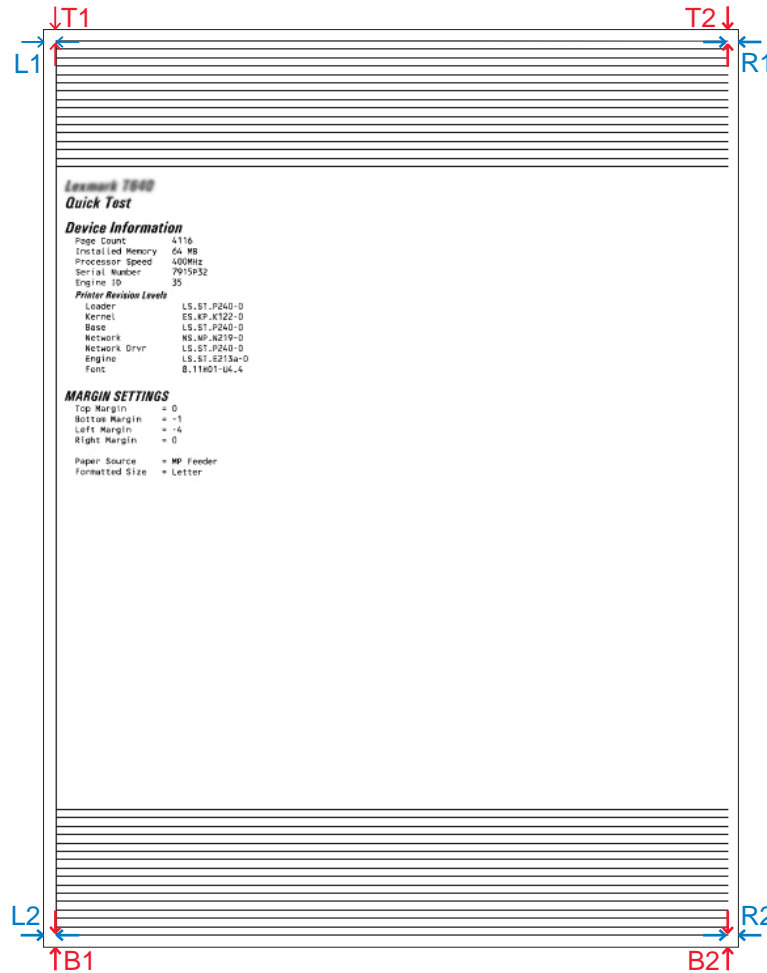 T1 T2
L1 R1
Lexmark T640
Quick Test
Device Information
Page Count 4116
Installed Memory 64 MB
Processor Speed 400MHz
Serial Number 7915P32
Engine ID 35
Printer Revision Levels
Loader LS.ST.P240-0
Kernel ES.KP.K122-0
Base LS.ST.P240-0
Network NS.NP.N219-0
Network Drvr LS.ST.P240-0
Engine LS.ST.E213a-0
Font 8.11H01-U4.4
MARGIN SETTINGS
Top Margin = 0
Bottom Margin = -1
Left Margin = -4
Right Margin = 0
Paper Source = MP Feeder
Formatted Size = Letter
L2 R2
B1 B2